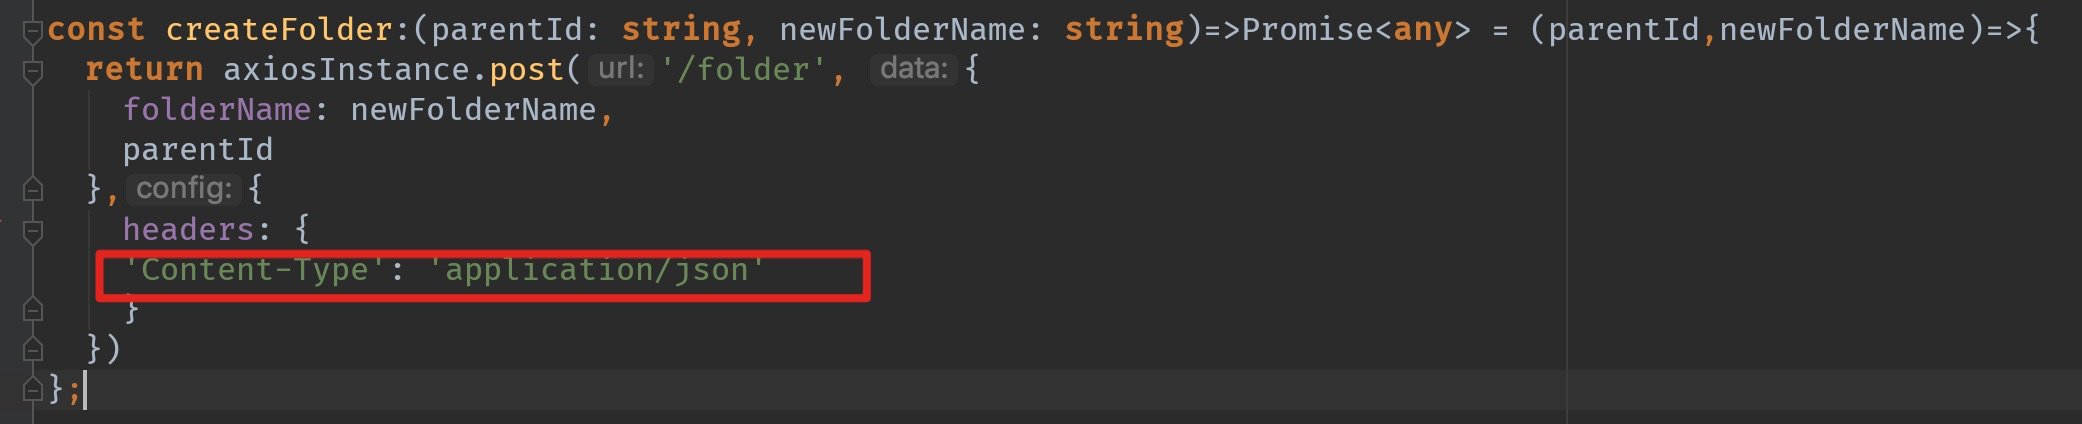 const createFolder:(parentId: string, newFolderName: string)=>Promise<any> = (parentId,newFolderName)=>{
return axiosInstance.post( url: '/folder', data: {
folderName: newFolderName,
parentId
}, config: {
headers: {
'Content-Type': 'application/json'
}
})
};